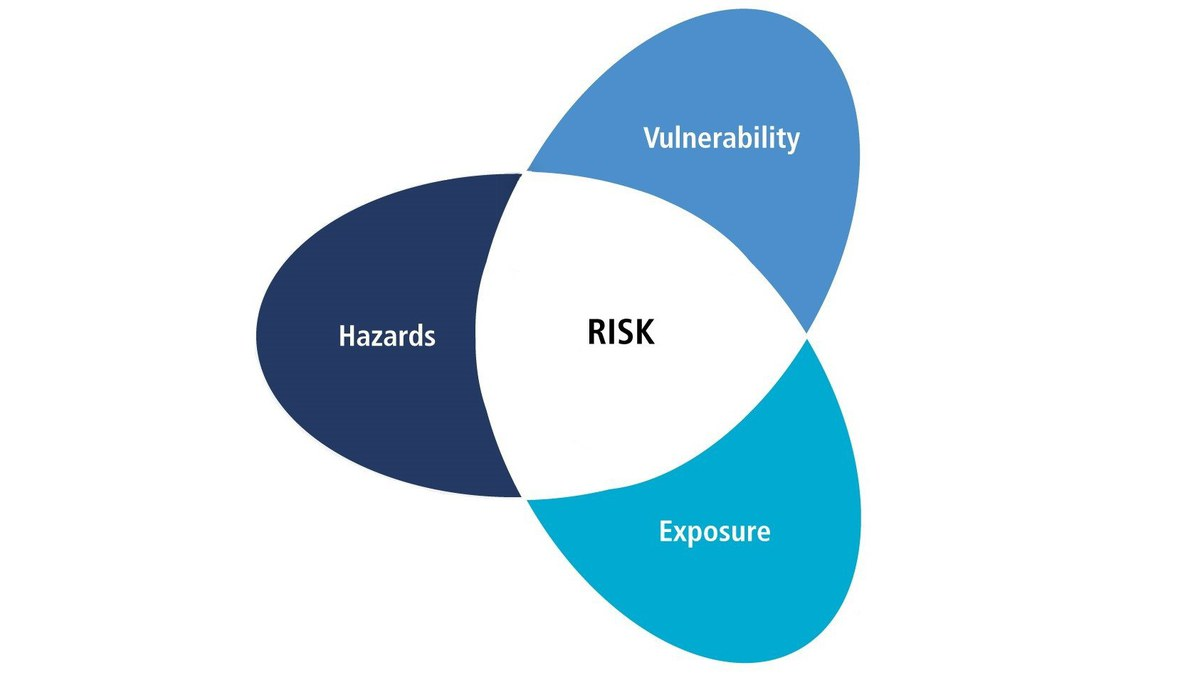 Vulnerability
Hazards
RISK
Exposure